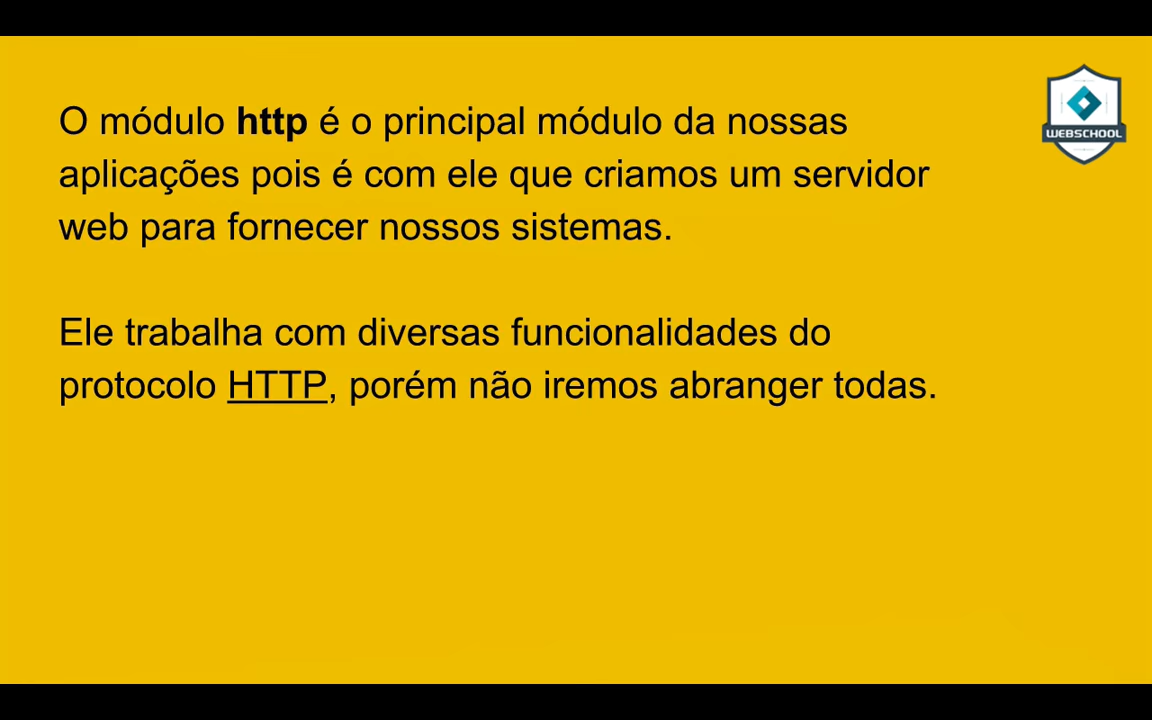 O módulo http é o principal módulo da nossas
aplicações pois é com ele que criamos um servidor
web para fornecer nossos sistemas.
Ele trabalha com diversas funcionalidades do
protocolo HTTP, porém não iremos abranger todas.
WEBSCHOOL